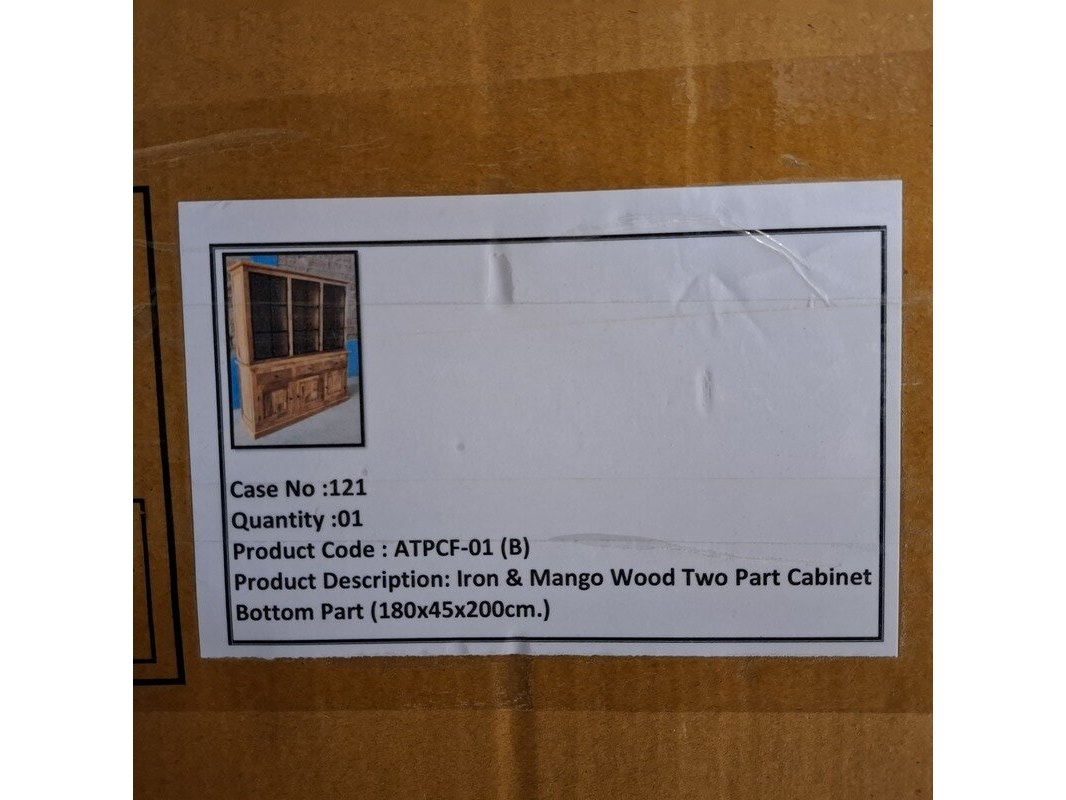 Case No :121
Quantity :01
Product Code : ATPCF-01 (B)
Product Description: Iron & Mango Wood Two Part Cabinet
Bottom Part (180x45x200cm.)